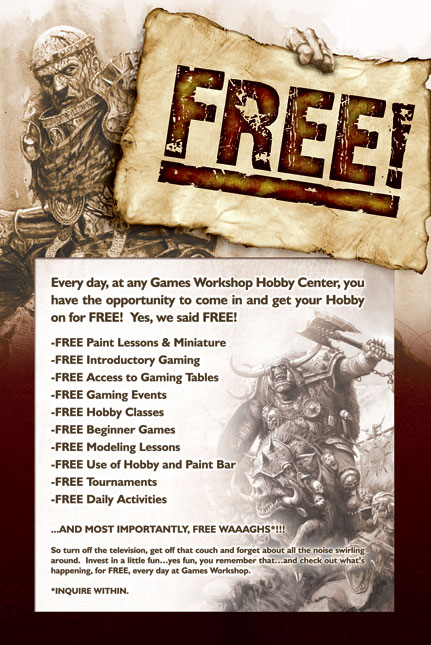 FREE!
Every day, at any Games Workshop Hobby Center, you
have the opportunity to come in and get your Hobby
on for FREE!  Yes, we said FREE!
-FREE Paint Lessons & Miniature
-FREE Introductory Gaming
-FREE Access to Gaming Tables
-FREE Gaming Events
-FREE Hobby Classes
-FREE Beginner Games
-FREE Modeling Lessons
-FREE Use of Hobby and Paint Bar
-FREE Tournaments
-FREE Daily Activities
...AND MOST IMPORTANTLY, FREE WAAAGHS*!!!
So turn off the television, get off that couch and forget about all the noise swirling
around.  Invest in a little fun...yes fun, you remember that...and check out what's
happening, for FREE, every day at Games Workshop.
*INQUIRE WITHIN.